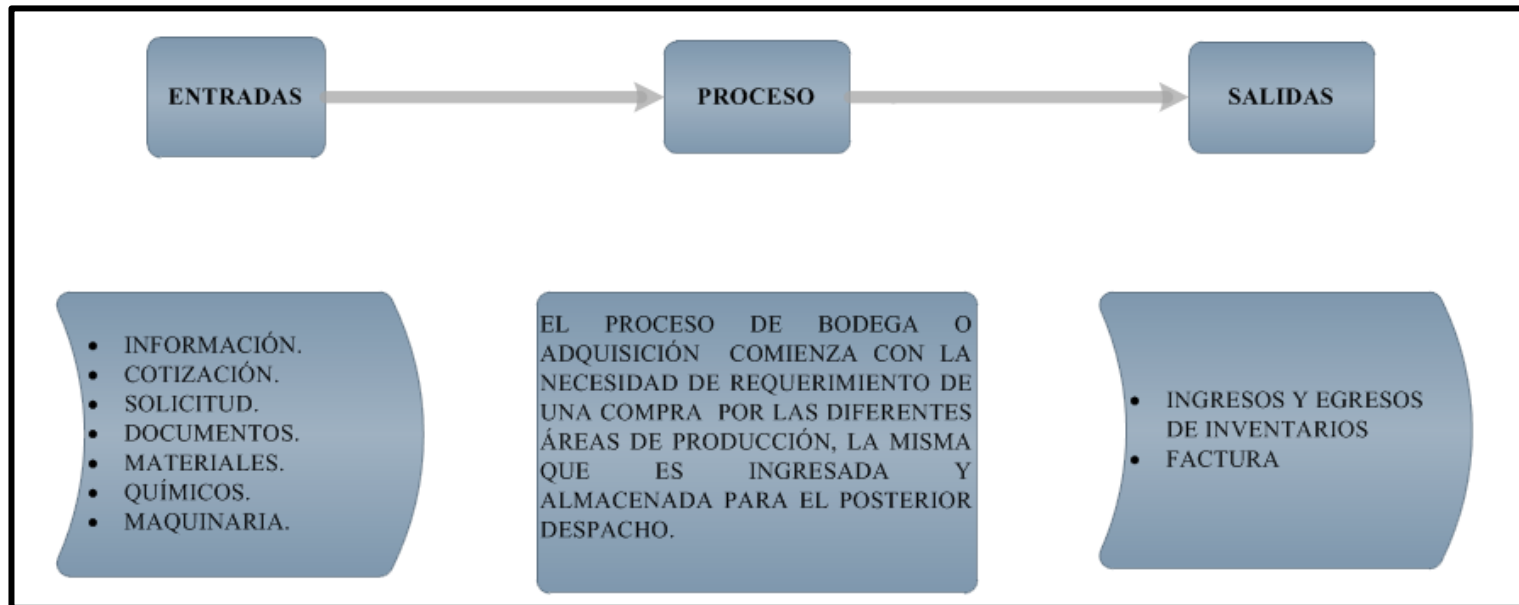 ENTRADAS
PROCESO
SALIDAS
• INFORMACIÓN.
• COTIZACIÓN.
• SOLICITUD.
• DOCUMENTOS.
• MATERIALES.
• QUÍMICOS.
• MAQUINARIA.
EL PROCESO DE BODEGA O
ADQUISICIÓN COMIENZA CON LA
NECESIDAD DE REQUERIMIENTO DE
UNA COMPRA POR LAS DIFERENTES
ÁREAS DE PRODUCCIÓN, LA MISMA
QUE ES INGRESADA Y
ALMACENADA PARA EL POSTERIOR
DESPACHO.
• INGRESOS Y EGRESOS
DE INVENTARIOS
• FACTURA